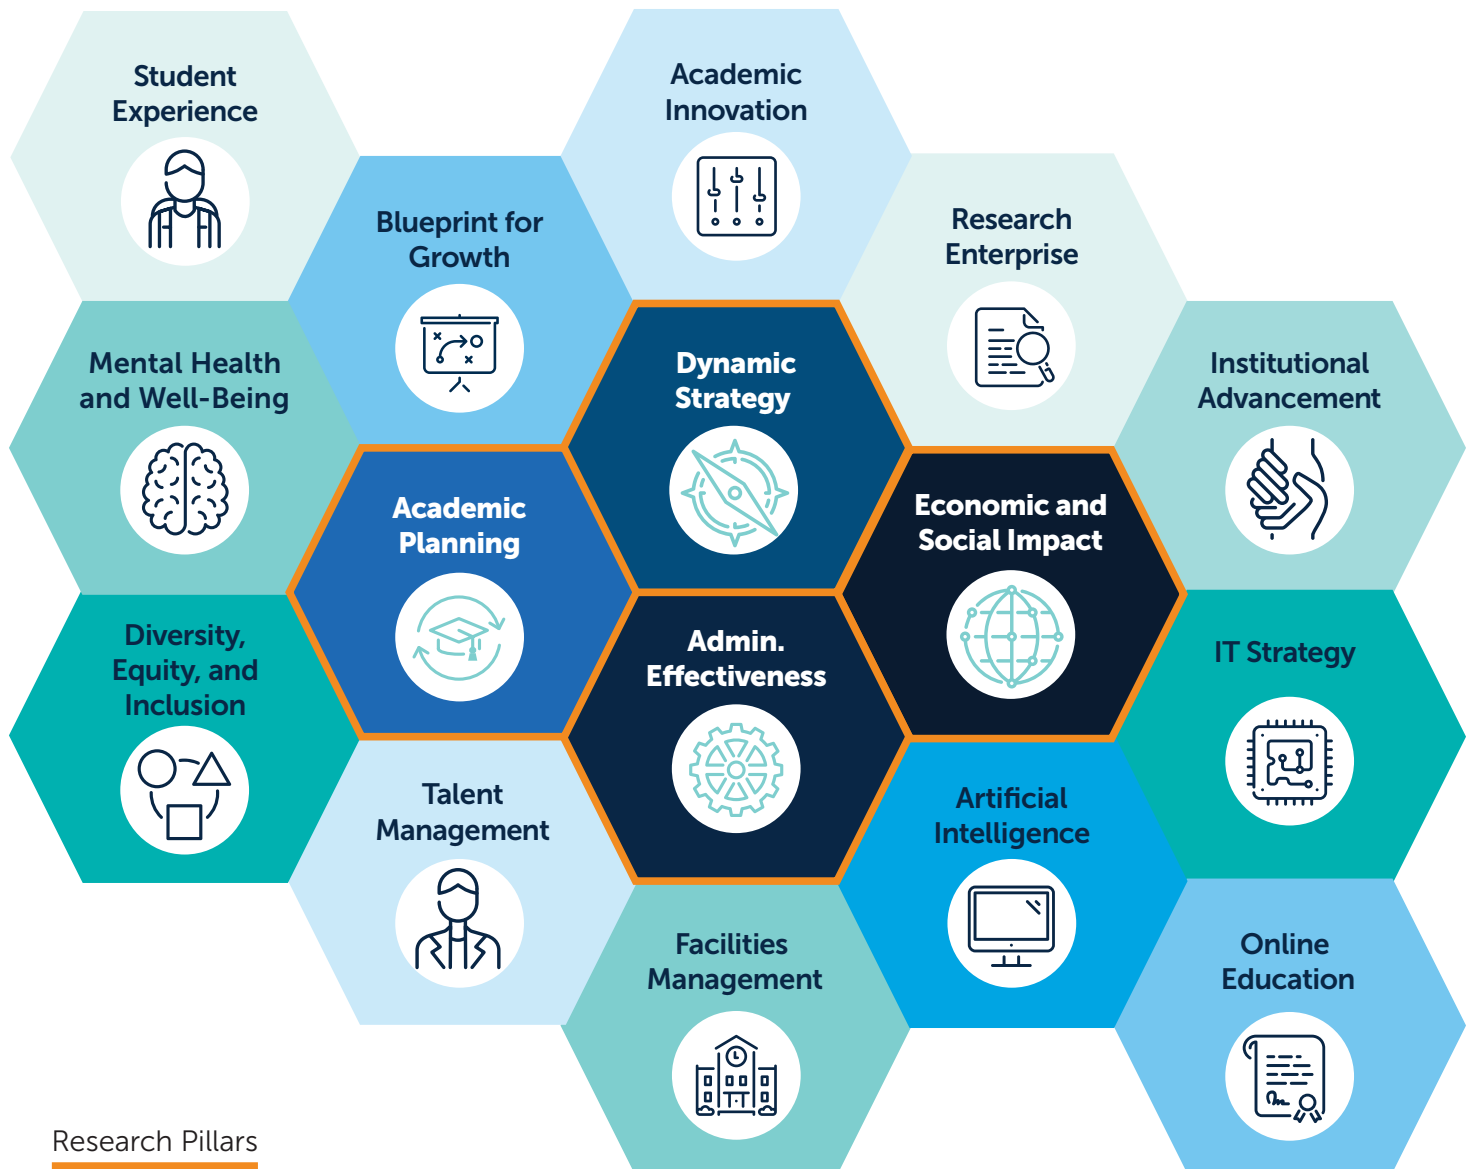 Student
Experience
Academic
Innovation
Blueprint for
Growth
Research
Enterprise
Mental Health
and Well-Being
Dynamic
Strategy
Institutional
Advancement
Academic
Planning
Economic and
Social Impact
Diversity,
Equity, and
Inclusion
Admin.
Effectiveness
IT Strategy
Talent
Management
Artificial
Intelligence
Facilities
Management
Online
Education
Research Pillars